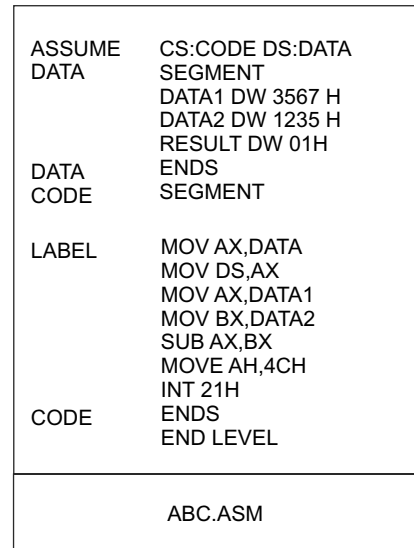 ASSUME CS:CODE DS:DATA
DATA SEGMENT
DATA1 DW 3567 H
DATA2 DW 1235 H
RESULT DW 01H
DATA ENDS
CODE SEGMENT
LABEL MOV AX,DATA
MOV DS,AX
MOV AX,DATA1
MOV BX,DATA2
SUB AX,BX
MOVE AH,4CH
INT 21H
CODE ENDS
END LEVEL
ABC.ASM